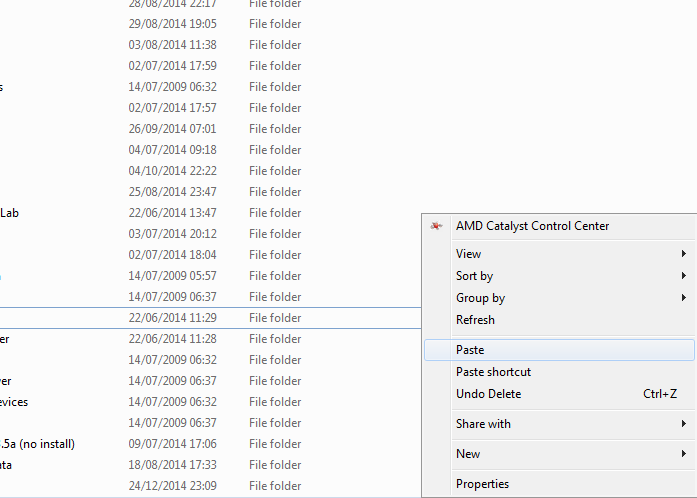 28/08/2014 22:17 File folder
29/08/2014 19:05 File folder
03/08/2014 11:38 File folder
02/07/2014 17:59 File folder
s 14/07/2009 06:32 File folder
02/07/2014 17:57 File folder
26/09/2014 07:01 File folder
04/07/2014 09:18 File folder
04/10/2014 22:22 File folder
25/08/2014 23:47 File folder
Lab 22/06/2014 13:47 File folder
03/07/2014 20:12 File folder
02/07/2014 18:04 File folder
14/07/2009 05:57 File folder
14/07/2009 06:37 File folder
22/06/2014 11:29 File folder
er 22/06/2014 11:28 File folder
14/07/2009 06:32 File folder
ver 14/07/2009 06:37 File folder
evices 14/07/2009 06:32 File folder
14/07/2009 06:37 File folder
.5a (no install) 09/07/2014 17:06 File folder
ata 18/08/2014 17:33 File folder
24/12/2014 23:09 File folder
AMD Catalyst Control Center
View
Sort by
Group by
Refresh
Paste
Paste shortcut
Undo Delete Ctrl+Z
Share with
New
Properties